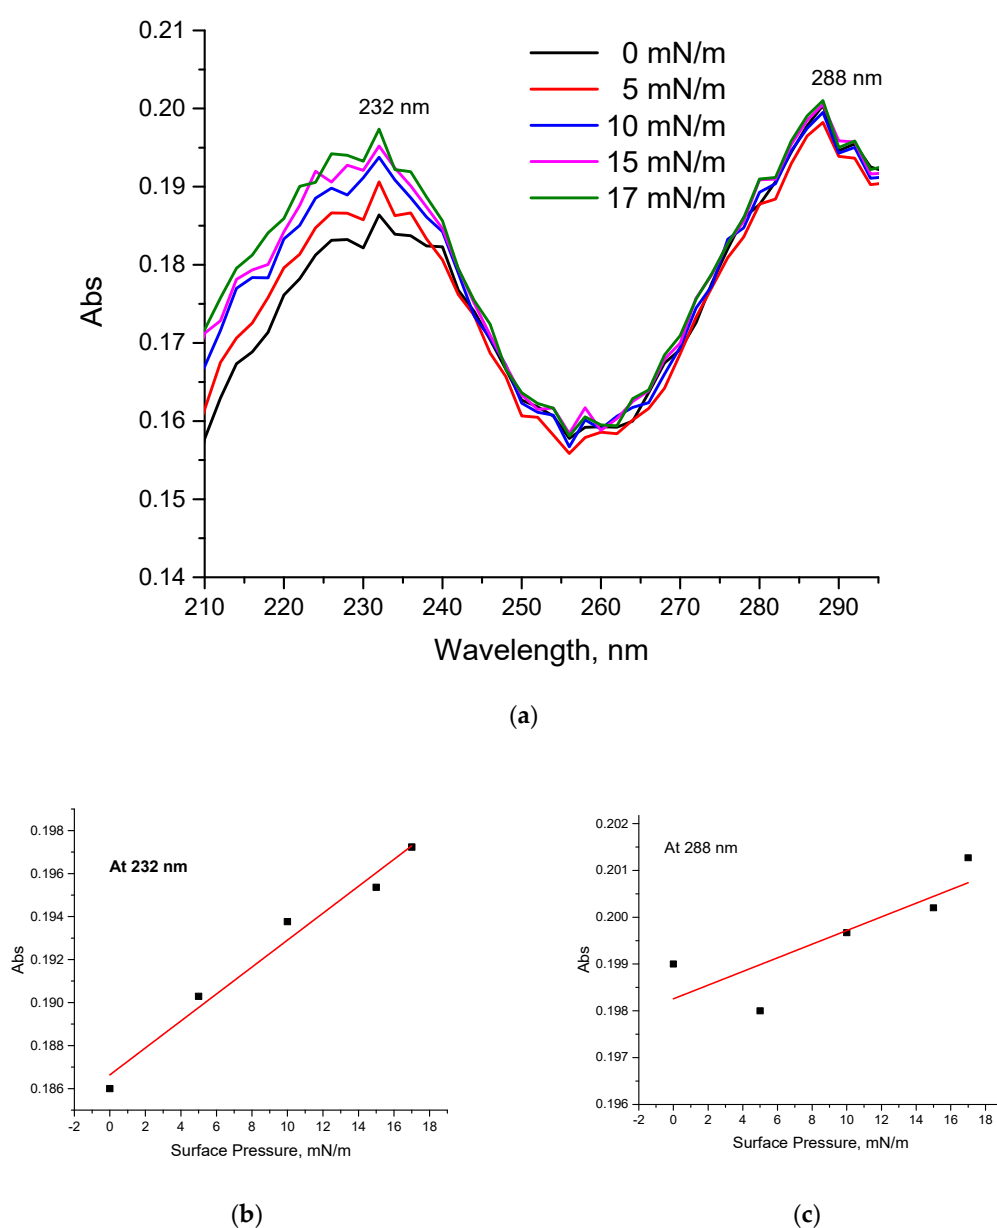 0.21
0.20
0.19
0.18
0.17
0.16
0.15
0.14
Abs
232 nm
288 nm
0 mN/m
5 mN/m
10 mN/m
15 mN/m
17 mN/m
210 220 230 240 250 260 270 280 290
Wavelength, nm
(a)
0.198
0.196
0.194
0.192
0.190
0.188
0.186
Abs
At 232 nm
-2 0 2 4 6 8 10 12 14 16 18
Surface Pressure, mN/m
(b)
0.202
0.201
0.200
0.199
0.198
0.197
0.196
Abs
At 288 nm
-2 0 2 4 6 8 10 12 14 16 18
Surface Pressure, mN/m
(c)